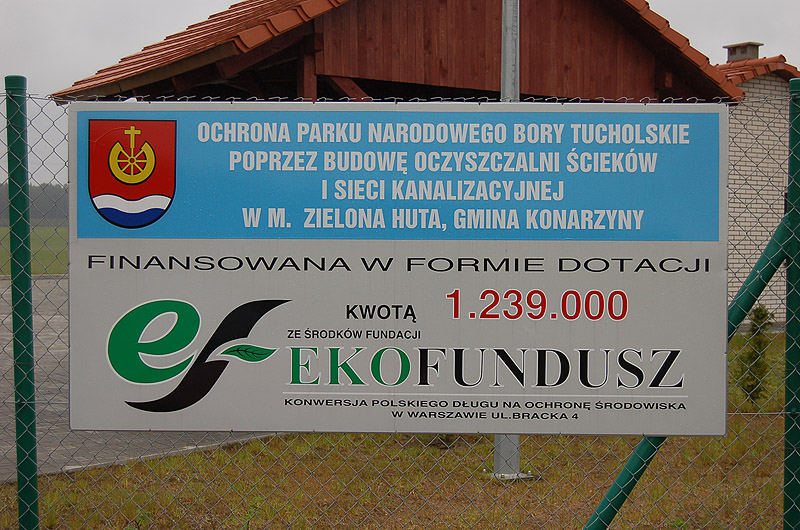 OCHRONA PARKU NARODOWEGO BORY TUCHOLSKIE
POPRZEZ BUDOWĘ OCZYSZCZALNI ŚCIEKÓW
I SIECI KANALIZACYJNEJ
W M. ZIELONA HUTA, GMINA KONARZYNY
FINANSOWANA W FORMIE DOTACJI
KWOTĄ 1.239.000
ZE ŚRODKÓW FUNDACJI
ef
EKOFUNDUSZ
KONWERSJA POLSKIEGO DŁUGU NA OCHRONĘ ŚRODOWISKA
W WARSZAWIE UL.BRACKA 4